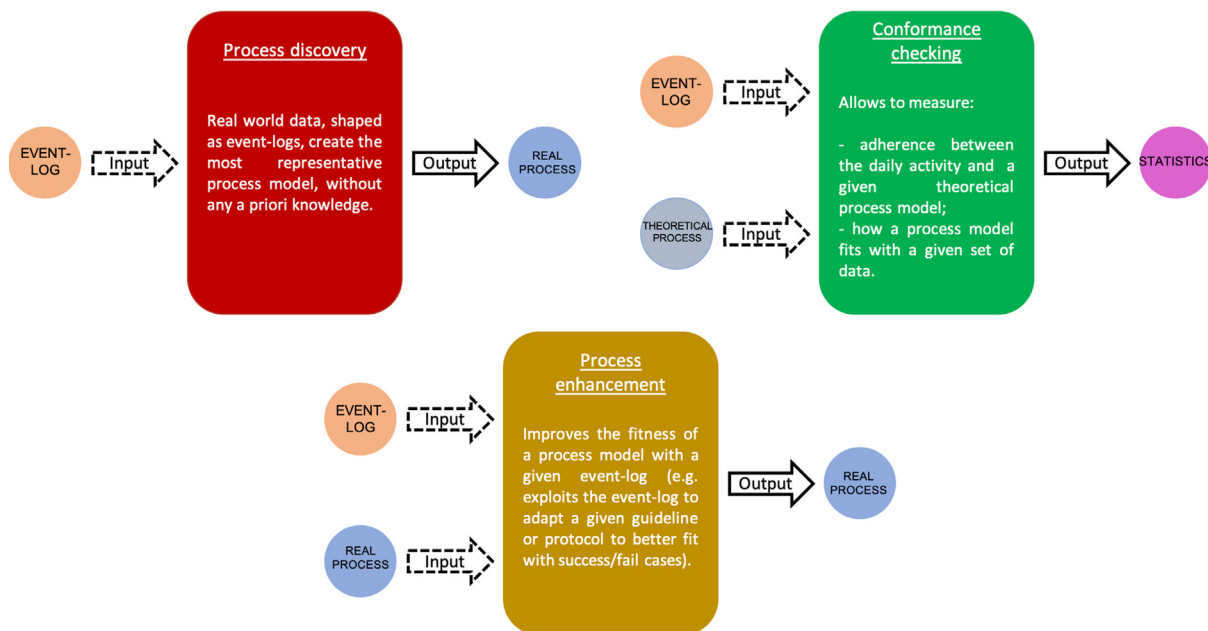 Process discovery
Real world data, shaped
as event-logs, create the
most representative
process model, without
any a priori knowledge.
EVENT-
LOG
Input
Output
REAL
PROCESS
Conformance
checking
Allows to measure:
- adherence between
the daily activity and a
given theoretical
process model;
- how a process model
fits with a given set of
data.
EVENT-
LOG
Input
THEORETICAL
PROCESS
Input
Output
STATISTICS
Process
enhancement
Improves the fitness of
a process model with a
given event-log (e.g.
exploits the event-log to
adapt a given guideline
or protocol to better fit
with success/fail cases).
EVENT-
LOG
Input
REAL
PROCESS
Input
Output
REAL
PROCESS